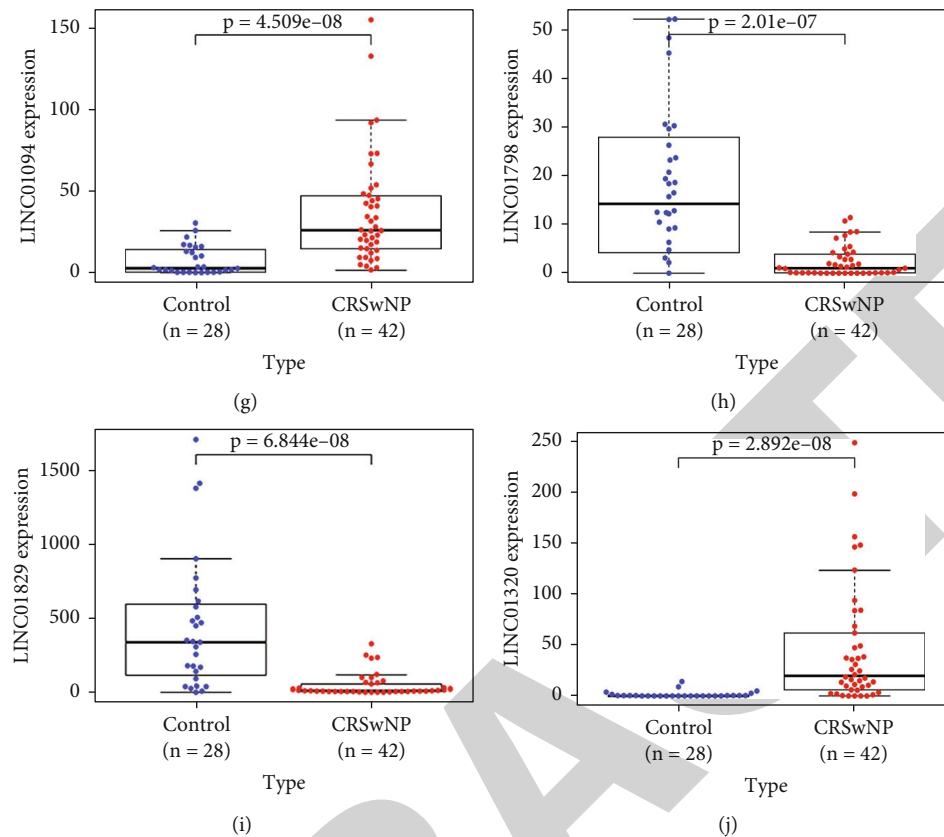 p = 4.509e–08
LINC01094 expression
150
100
50
0
Control
(n = 28)
CRSwNP
(n = 42)
Type
(g)
p = 2.01e–07
LINC01798 expression
50
40
30
20
10
0
Control
(n = 28)
CRSwNP
(n = 42)
Type
(h)
p = 6.844e–08
LINC01829 expression
1500
1000
500
0
Control
(n = 28)
CRSwNP
(n = 42)
Type
(i)
p = 2.892e–08
LINC01320 expression
250
200
150
100
50
0
Control
(n = 28)
CRSwNP
(n = 42)
Type
(j)